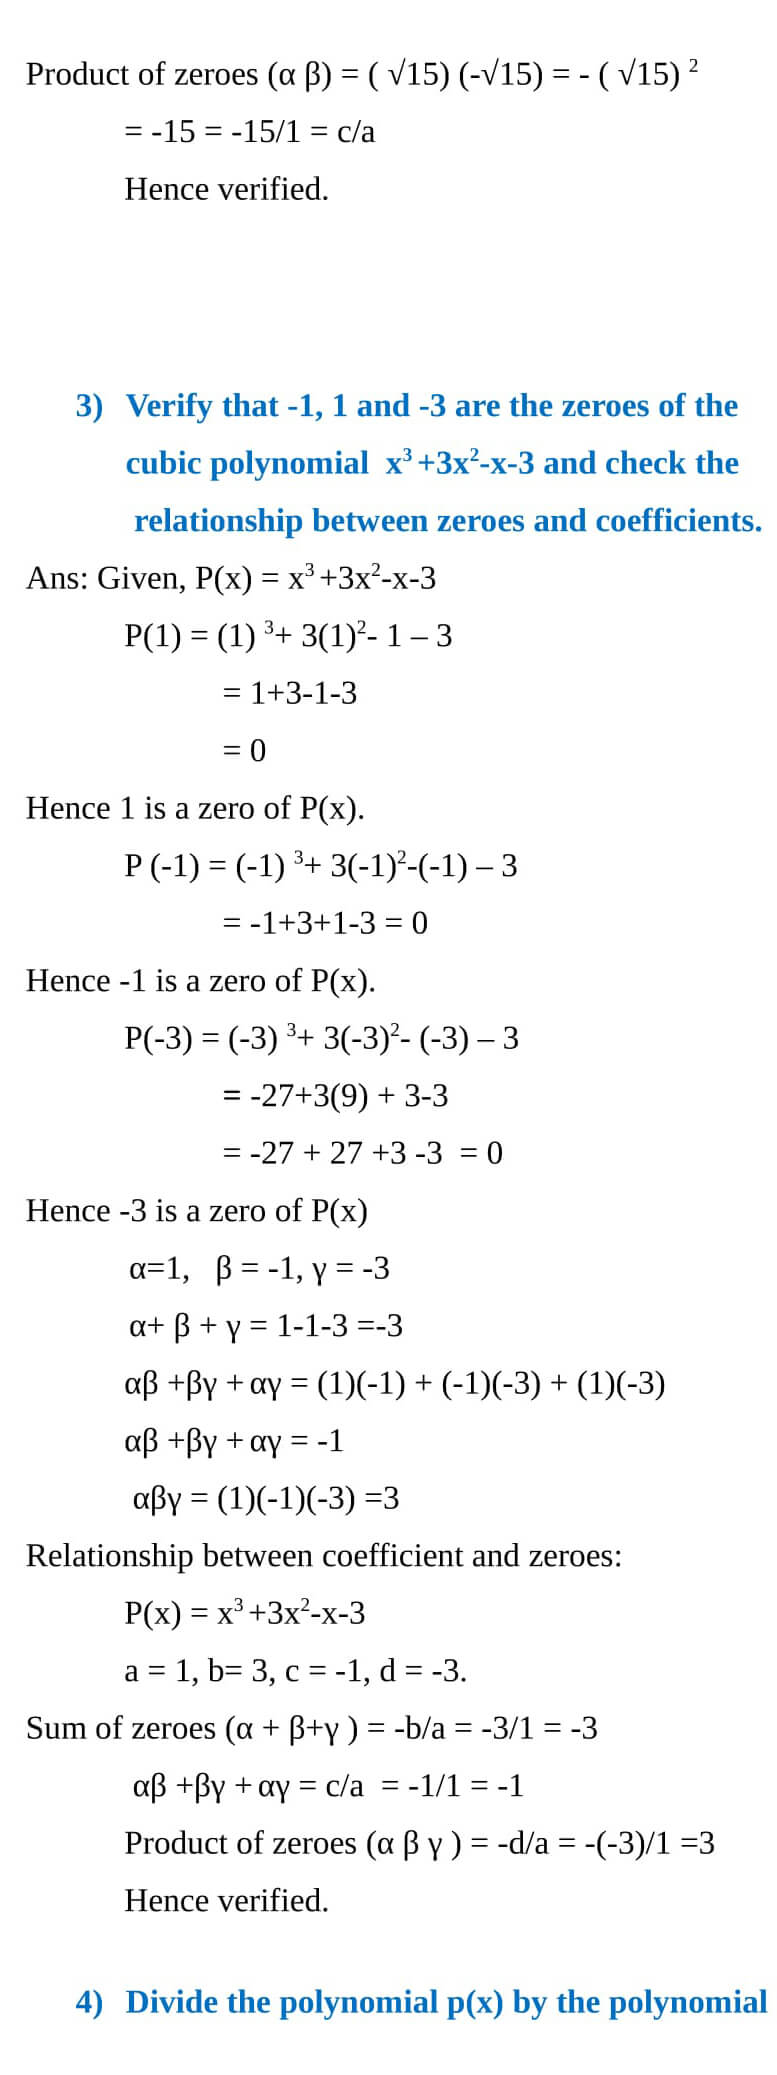 Product of zeroes (α β) = ( √15) (-√15) = - ( √15) ²
= -15 = -15/1 = c/a
Hence verified.
3) Verify that -1, 1 and -3 are the zeroes of the
cubic polynomial x³+3x²-x-3 and check the
relationship between zeroes and coefficients.
Ans: Given, P(x) = x³+3x²-x-3
P(1) = (1) ³+ 3(1)²- 1 – 3
= 1+3-1-3
= 0
Hence 1 is a zero of P(x).
P (-1) = (-1) ³+ 3(-1)²-(-1) – 3
= -1+3+1-3 = 0
Hence -1 is a zero of P(x).
P(-3) = (-3) ³+ 3(-3)²- (-3) – 3
= -27+3(9) + 3-3
= -27 + 27 +3 -3 = 0
Hence -3 is a zero of P(x)
α=1, β = -1, γ = -3
α+ β + γ = 1-1-3 =-3
αβ +βγ + αγ = (1)(-1) + (-1)(-3) + (1)(-3)
αβ +βγ + αγ = -1
αβγ = (1)(-1)(-3) =3
Relationship between coefficient and zeroes:
P(x) = x³+3x²-x-3
a = 1, b= 3, c = -1, d = -3.
Sum of zeroes (α + β+γ ) = -b/a = -3/1 = -3
αβ +βγ + αγ = c/a = -1/1 = -1
Product of zeroes (α β γ ) = -d/a = -(-3)/1 =3
Hence verified.
4) Divide the polynomial p(x) by the polynomial